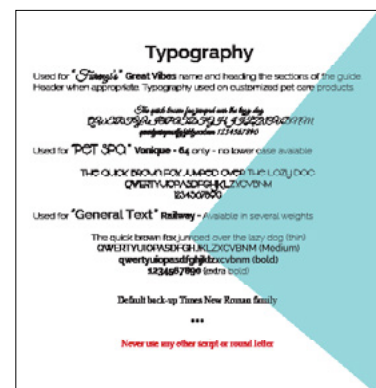 Typography
Used for "Furozi's" Great Vibes name and heading the sections of the guide
Header when appropriate. Typography used on customized pet care products
The quick brown fox jumped over the lazy dog
1234567890
Used for "PET SPA" Vonique - 64 only - no lower case available
THE QUICK BROWN FOX JUMPED OVER THE LAZY DOG
QWERTYUIOPASDFGHJKLZXCVBNM
1234567890
Used for "General Text" Railway - Available in several weights
The quick brown fox jumped over the lazy dog (thin)
QWERTYUIOPASDFGHJKLZXCVBNM (Medium)
qwertyuiopasdfghjklzxcvbnm (bold)
1234567890 (extra bold)
Default back-up Times New Roman family
***
Never use any other script or round letter